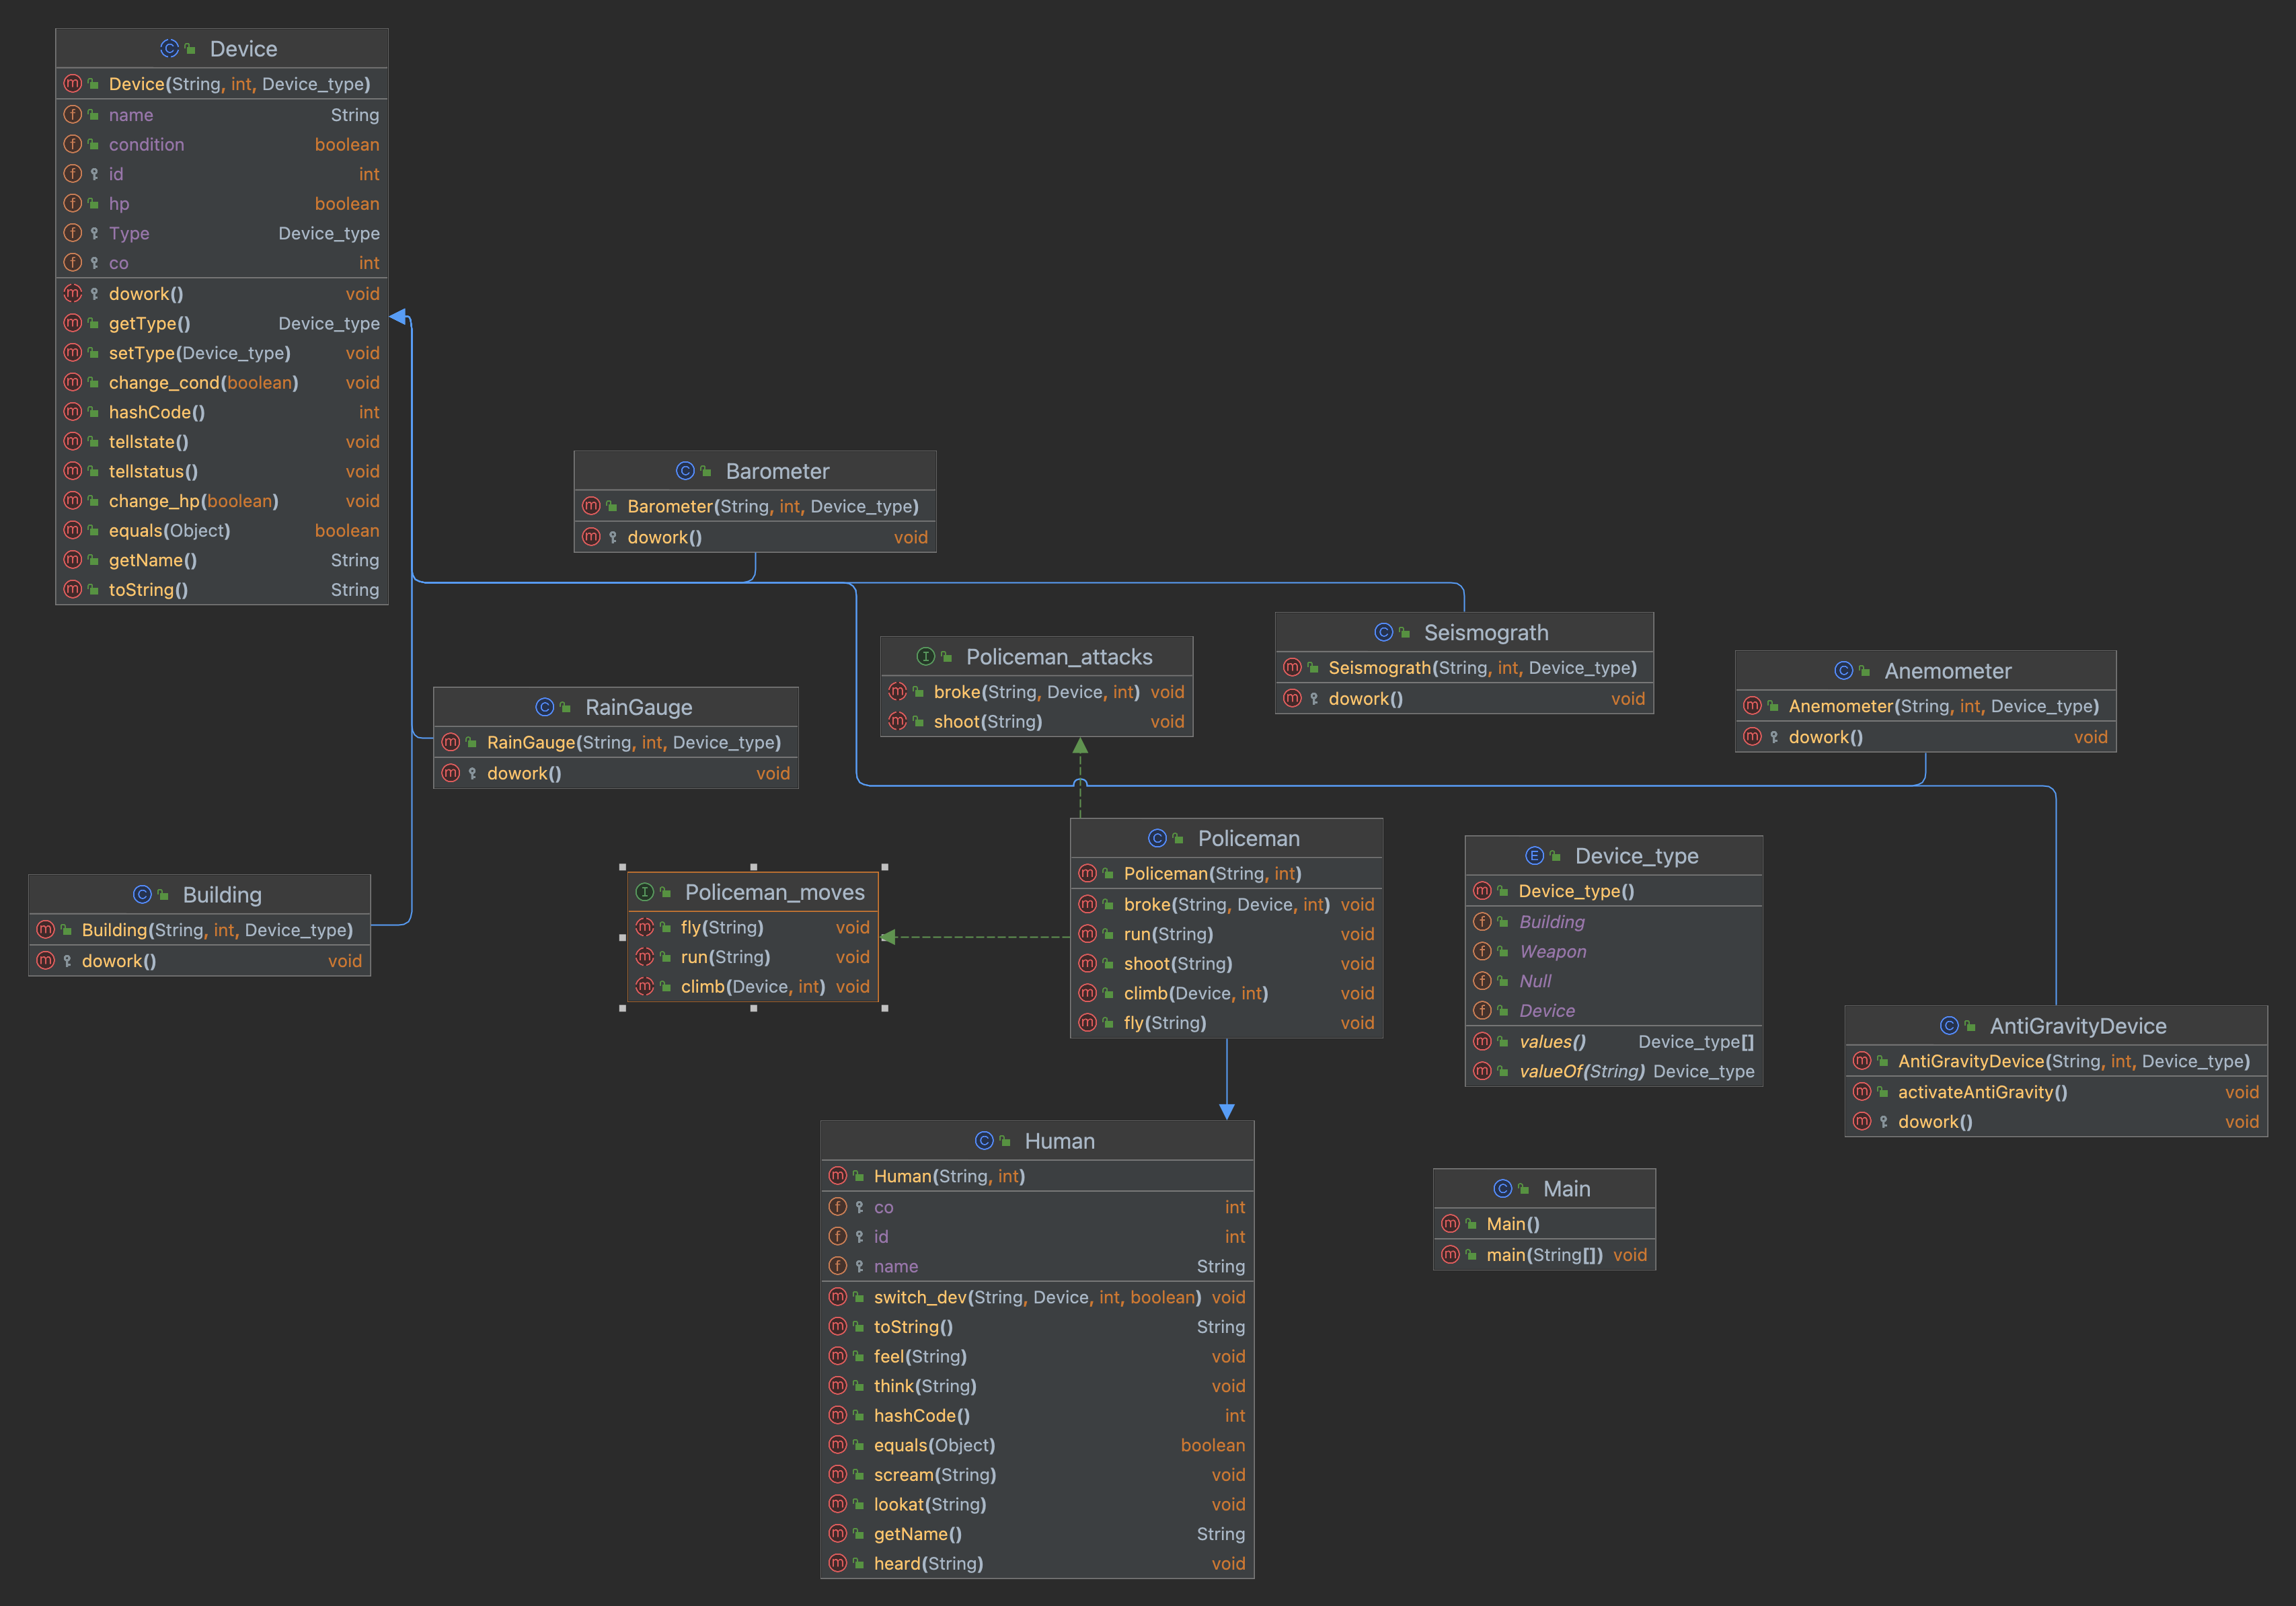 Device
Device(String, int, Device_type)
name String
condition boolean
id int
hp boolean
Type Device_type
co int
dowork() void
getType() Device_type
setType(Device_type) void
change_cond(boolean) void
hashCode() int
tellstate() void
tellstatus() void
change_hp(boolean) void
equals(Object) boolean
getName() String
toString() String
Barometer
Barometer(String, int, Device_type)
dowork() void
Seismograth
Seismograth(String, int, Device_type)
dowork() void
Policeman_attacks
broke(String, Device, int) void
shoot(String) void
Anemometer
Anemometer(String, int, Device_type)
dowork() void
RainGauge
RainGauge(String, int, Device_type)
dowork() void
Building
Building(String, int, Device_type)
dowork() void
Policeman_moves
fly(String) void
run(String) void
climb(Device, int) void
Policeman
Policeman(String, int)
broke(String, Device, int) void
run(String) void
shoot(String) void
climb(Device, int) void
fly(String) void
Device_type
Device_type()
Building
Weapon
Null
Device
values() Device_type[]
valueOf(String) Device_type
AntiGravityDevice
AntiGravityDevice(String, int, Device_type)
activateAntiGravity() void
dowork() void
Human
Human(String, int)
co int
id int
name String
switch_dev(String, Device, int, boolean) void
toString() String
feel(String) void
think(String) void
hashCode() int
equals(Object) boolean
scream(String) void
lookat(String) void
getName() String
heard(String) void
Main
Main()
main(String[]) void